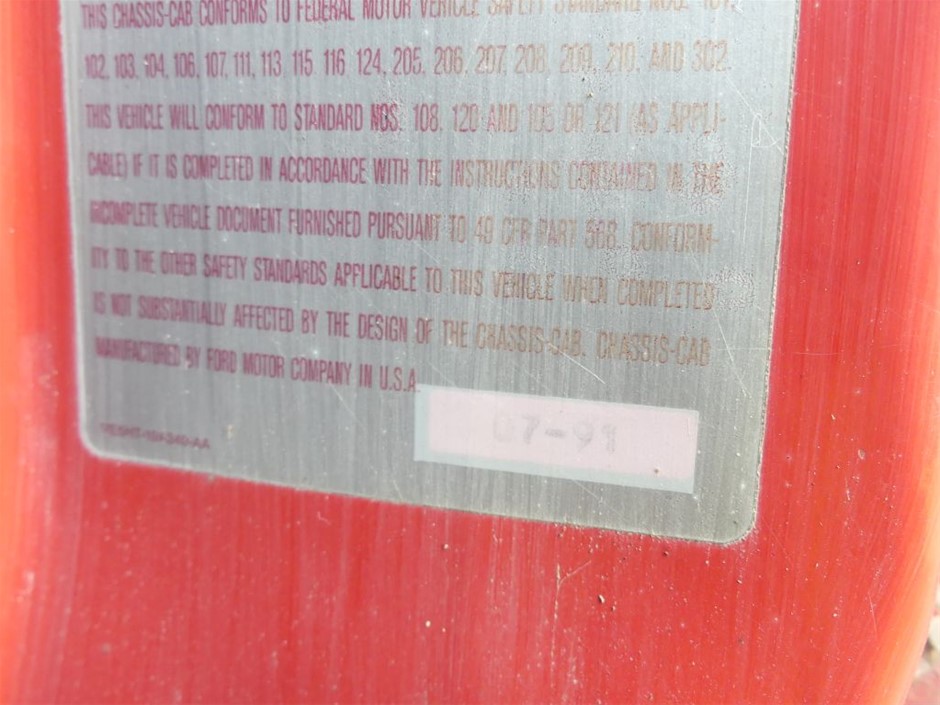 THIS CHASSIS-CAB CONFORMS TO FEDERAL MOTOR VEHICLE SAFETY STANDARD NOS. 101,
102, 103, 104, 106, 107, 111, 113 115 116 124, 205, 206, 207, 208, 209, 210, AND 302.
THIS VEHICLE WILL CONFORM TO STANDARD NOS. 108, 120 AND 105 OR 121 (AS APPLI-
CABLE) IF IT IS COMPLETED IN ACCORDANCE WITH THE INSTRUCTIONS CONTAINED IN THE
INCOMPLETE VEHICLE DOCUMENT FURNISHED PURSUANT TO 49 CFR PART 568. CONFORM-
ITY TO THE OTHER SAFETY STANDARDS APPLICABLE TO THIS VEHICLE WHEN COMPLETED
IS NOT SUBSTANTIALLY AFFECTED BY THE DESIGN OF THE CHASSIS-CAB. CHASSIS-CAB
MANUFACTURED BY FORD MOTOR COMPANY IN U.S.A.
07-91